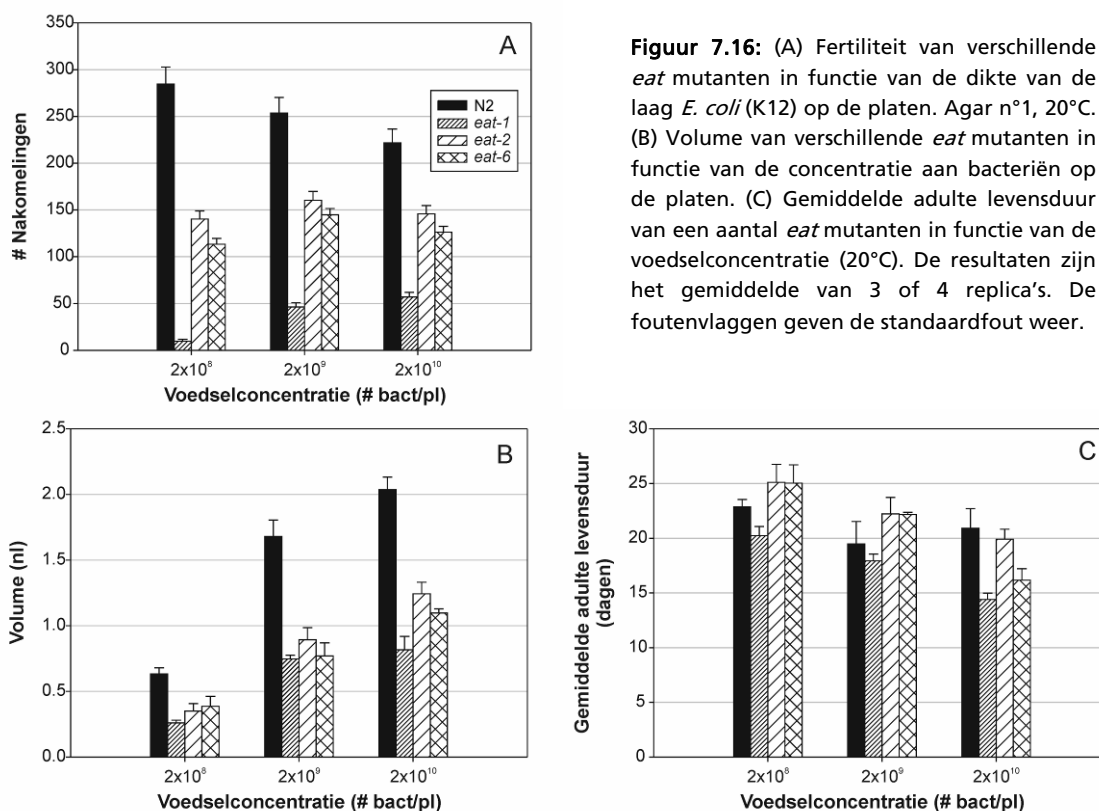 A
# Nakomelingen
350
300
250
200
150
100
50
0
N2
eat-1
eat-2
eat-6
2x10⁸
2x10⁹
2x10¹⁰
Voedselconcentratie (# bact/pl)
Figuur 7.16: (A) Fertiliteit van verschillende
eat mutanten in functie van de dikte van de
laag E. coli (K12) op de platen. Agar n°1, 20°C.
(B) Volume van verschillende eat mutanten in
functie van de concentratie aan bacteriën op
de platen. (C) Gemiddelde adulte levensduur
van een aantal eat mutanten in functie van de
voedselconcentratie (20°C). De resultaten zijn
het gemiddelde van 3 of 4 replica's. De
foutenvlaggen geven de standaardfout weer.
B
Volume (nl)
2.5
2.0
1.5
1.0
0.5
0.0
2x10⁸
2x10⁹
2x10¹⁰
Voedselconcentratie (# bact/pl)
C
Gemiddelde adulte levensduur
(dagen)
30
25
20
15
10
5
0
2x10⁸
2x10⁹
2x10¹⁰
Voedselconcentratie (# bact/pl)